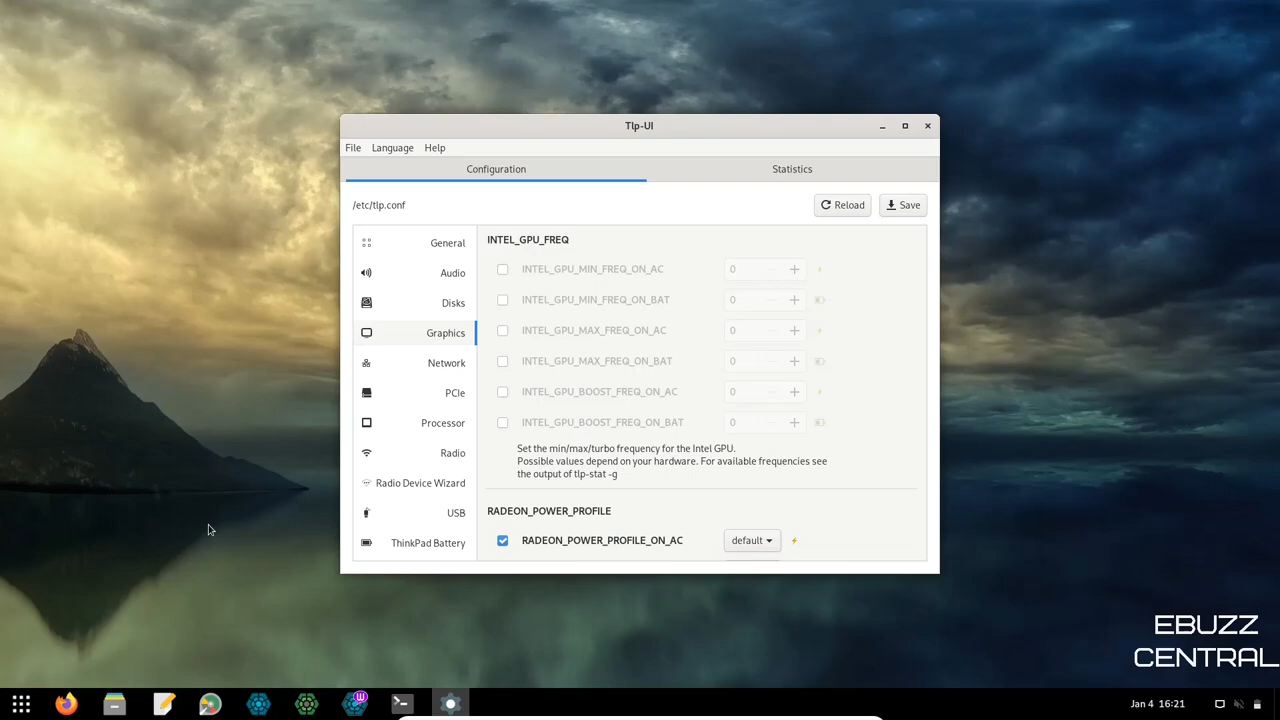 Tlp-UI
File Language Help
Configuration Statistics
/etc/tlp.conf Reload Save
General
Audio
Disks
Graphics
Network
PCIe
Processor
Radio
Radio Device Wizard
USB
ThinkPad Battery
INTEL_GPU_FREQ
INTEL_GPU_MIN_FREQ_ON_AC 0
INTEL_GPU_MIN_FREQ_ON_BAT 0
INTEL_GPU_MAX_FREQ_ON_AC 0
INTEL_GPU_MAX_FREQ_ON_BAT 0
INTEL_GPU_BOOST_FREQ_ON_AC 0
INTEL_GPU_BOOST_FREQ_ON_BAT 0
Set the min/max/turbo frequency for the Intel GPU.
Possible values depend on your hardware. For available frequencies see
the output of tlp-stat -g
RADEON_POWER_PROFILE
RADEON_POWER_PROFILE_ON_AC default
EBUZZ
CENTRAL
W
Jan 4 16:21